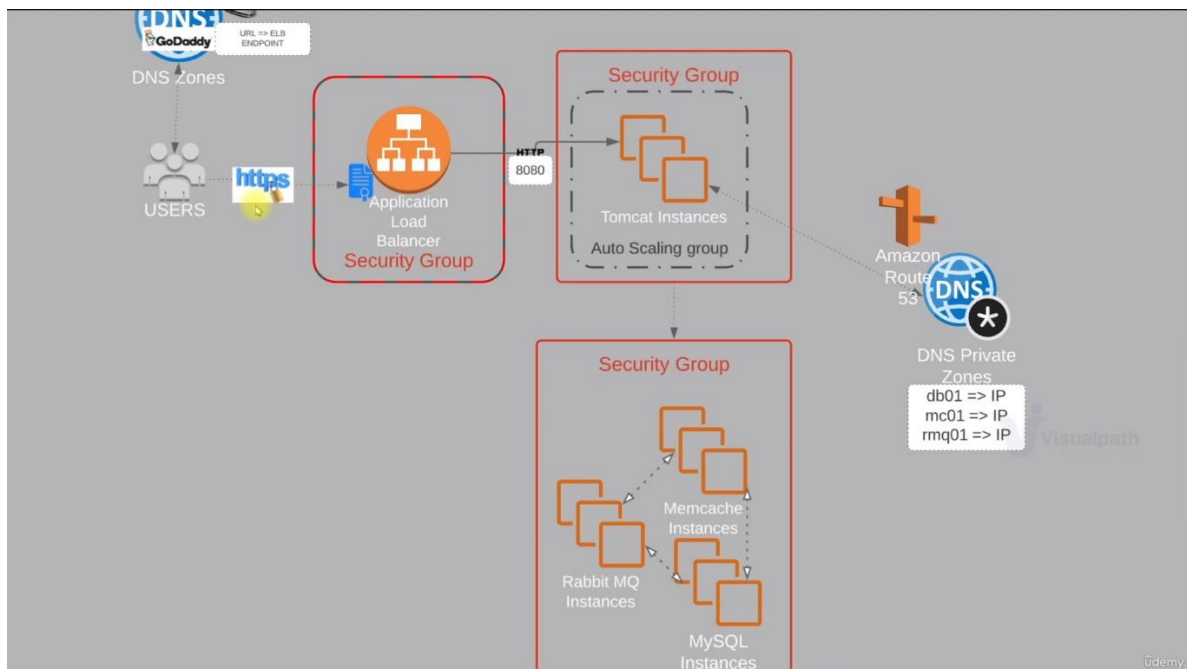 DNS
GoDaddy
URL => ELB
ENDPOINT
DNS Zones
USERS
https
Application
Load
Balancer
Security Group
HTTP
8080
Security Group
Tomcat Instances
Auto Scaling group
Amazon
Route
53
DNS
*
DNS Private
Zones
db01 => IP
mc01 => IP
rmq01 => IP
Visualpath
Security Group
Memcache
Instances
Rabbit MQ
Instances
MySQL
Instances
ûdemy